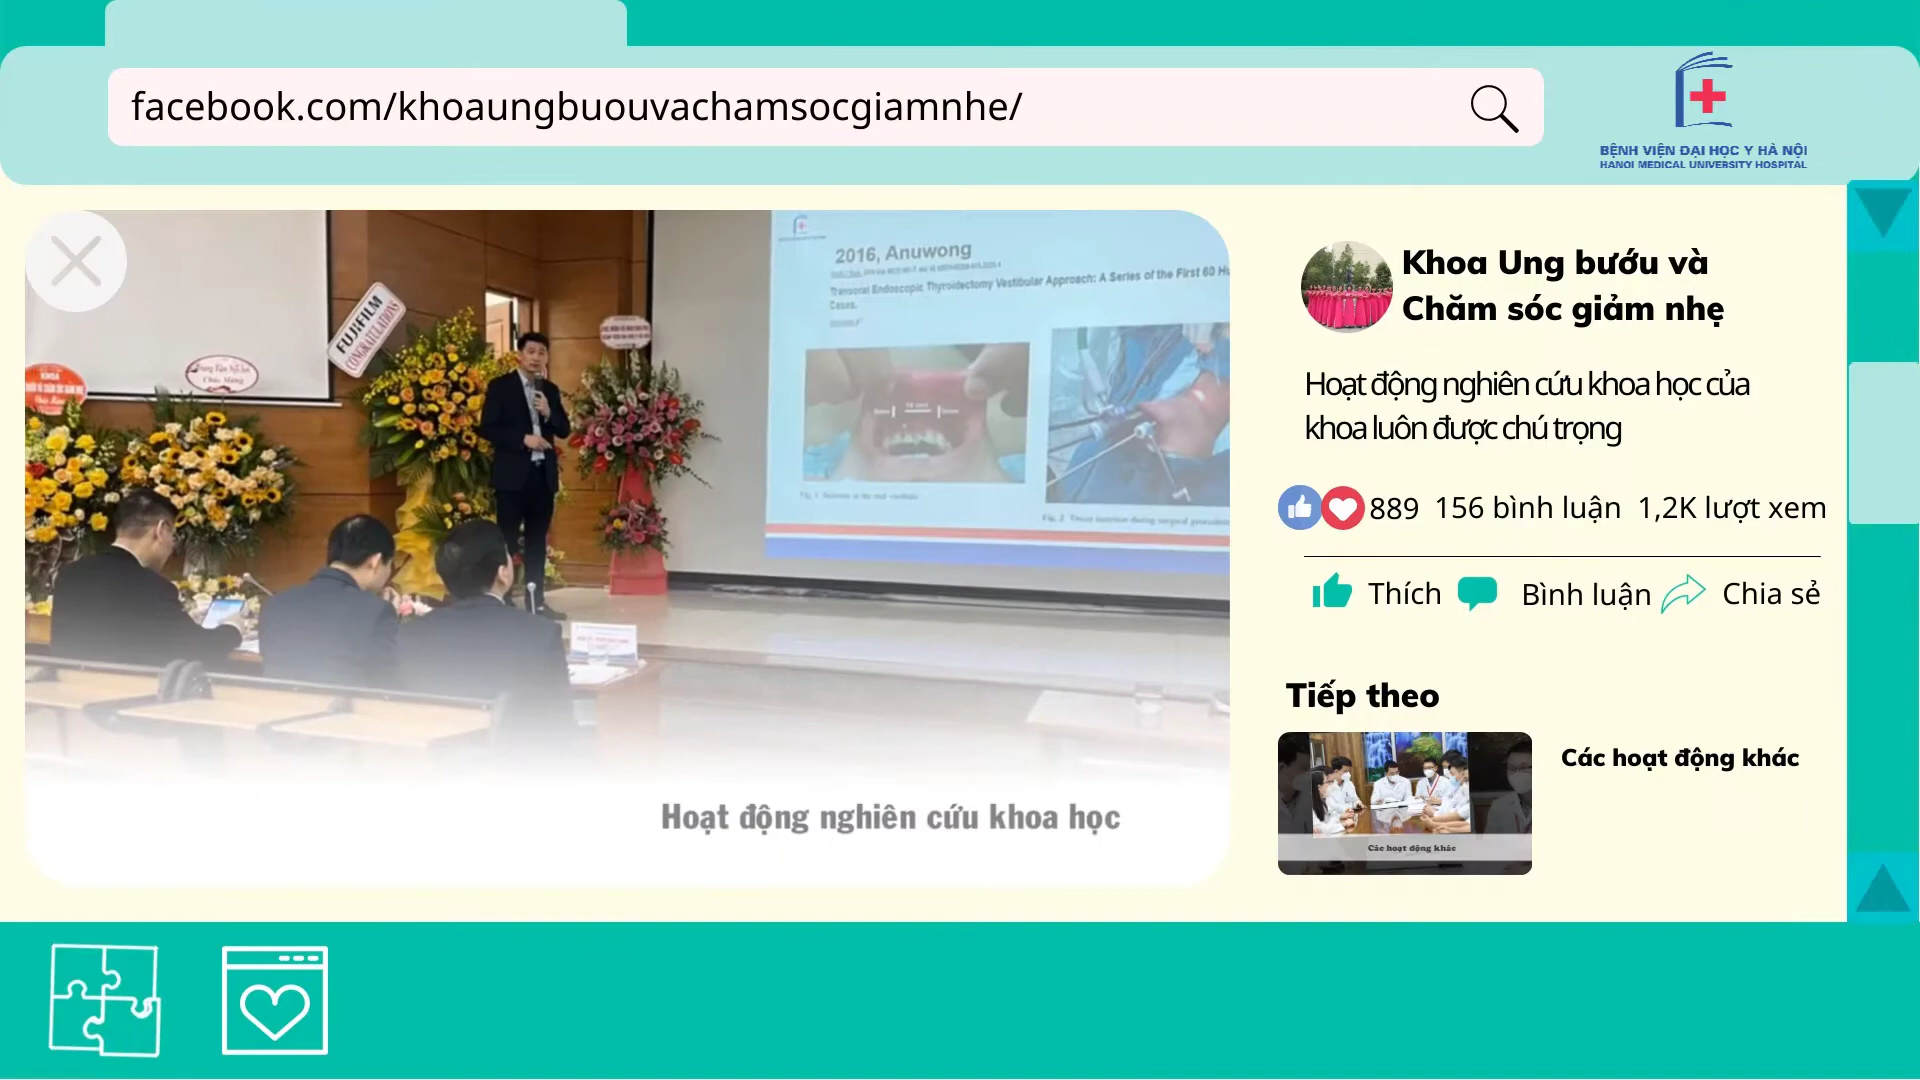 facebook.com/khoaungbuouvachamsocgiamnhe/
BỆNH VIỆN ĐẠI HỌC Y HÀ NỘI
HANOI MEDICAL UNIVERSITY HOSPITAL
2016, Anuwong
Transoral Endoscopic Thyroidectomy Vestibular Approach: A Series of the First 60
Cases.
FUJIFILM
CONGRATULATIONS
Chúc Mừng
KHOA
Hoạt động nghiên cứu khoa học
Khoa Ung bướu và
Chăm sóc giảm nhẹ
Hoạt động nghiên cứu khoa học của
khoa luôn được chú trọng
889 156 bình luận 1,2K lượt xem
Thích Bình luận Chia sẻ
Tiếp theo
Các hoạt động khác
Các hoạt động khác